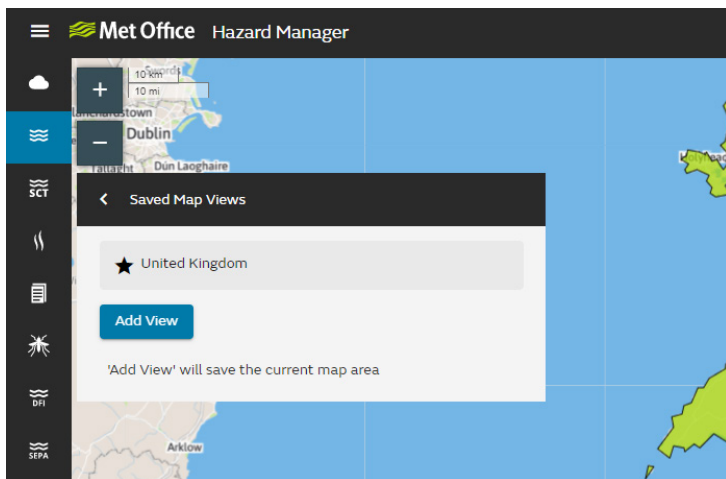 Met Office Hazard Manager
10 km
10 mi
Dublin
Dún Laoghaire
Saved Map Views
United Kingdom
Add View
'Add View' will save the current map area
SCT
DFI
SEPA
Arklow